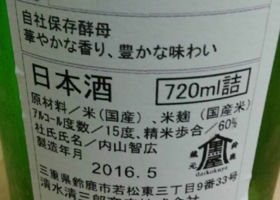 自社保存酵母
華やかな香り、豊かな味わい
日本酒 720ml詰
原材料／米(国産)、米麹(国産米)
アルコール度数／15度、精米歩合／60%
杜氏氏名／内山智広
製造年月
2016.5
蔵元
daikokuya
三重県鈴鹿市若松東三丁目9番33号
清水清三郎商店株式会社